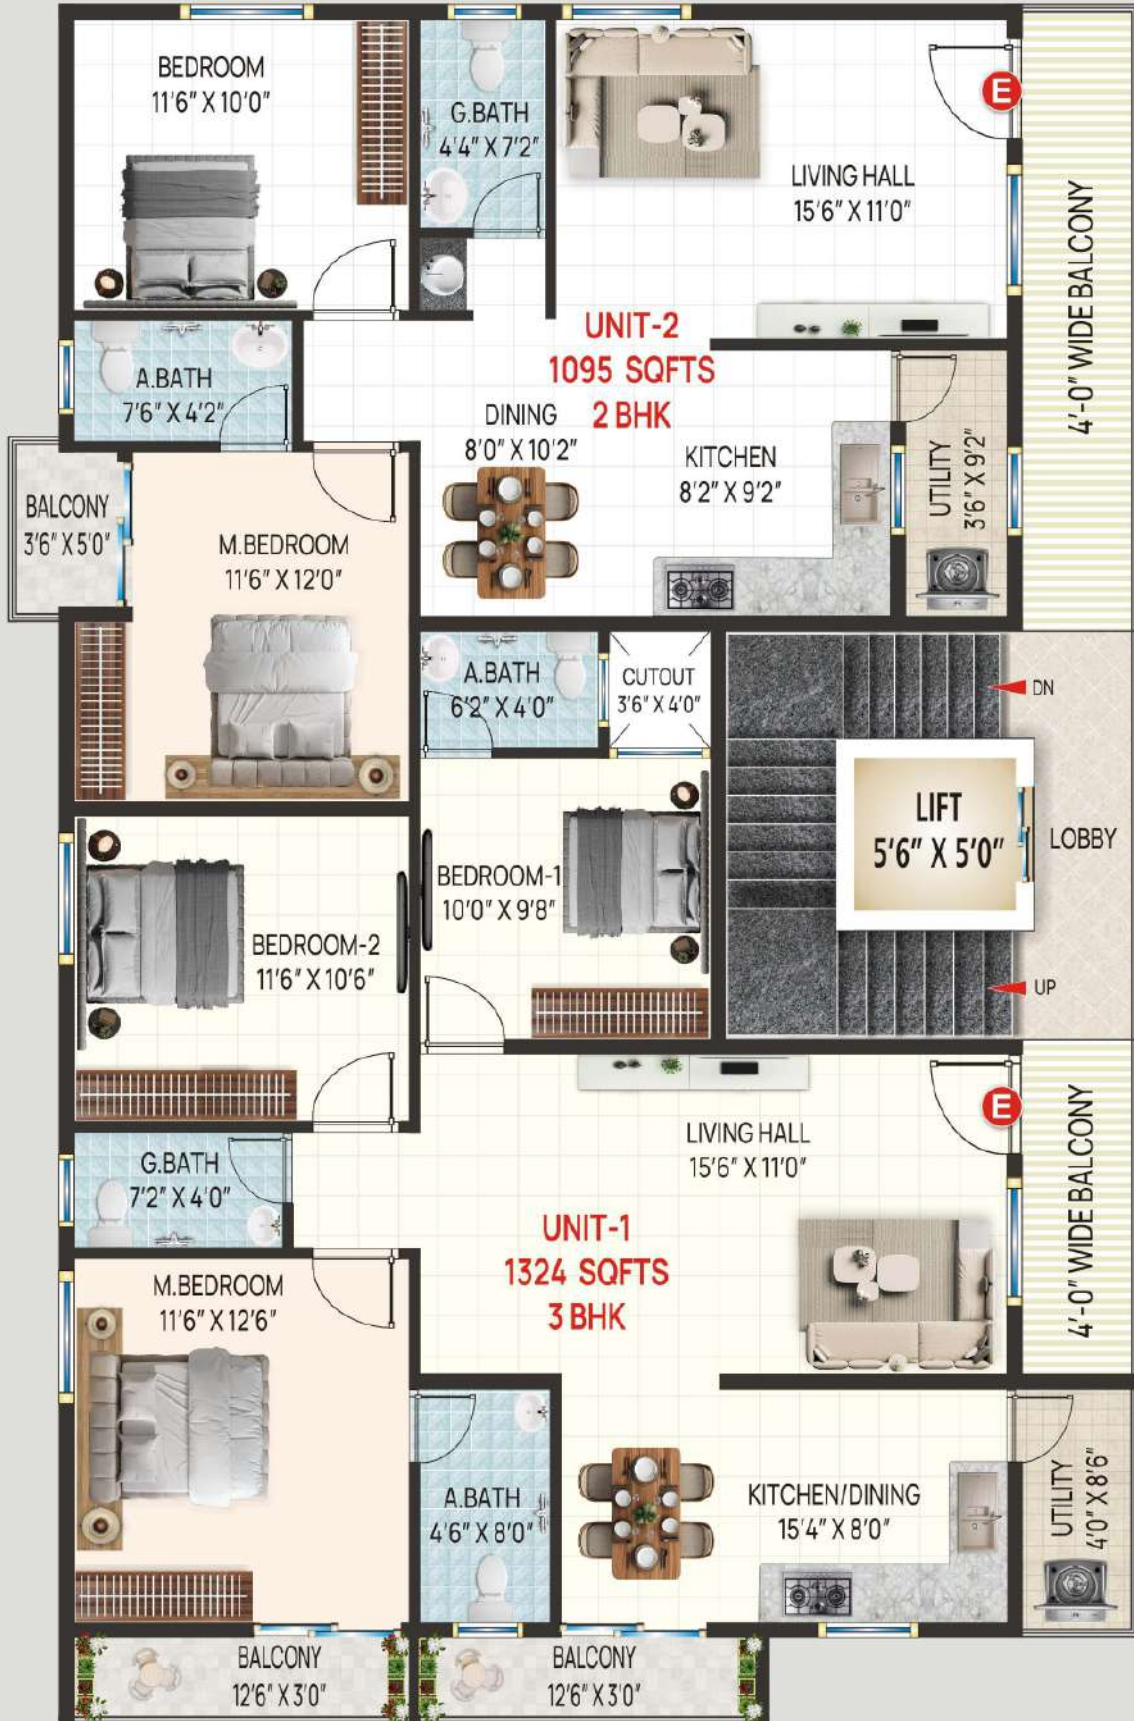 BEDROOM
11'6" X 10'0"
G.BATH
4'4" X 7'2"
E
LIVING HALL
15'6" X 11'0"
4'-0" WIDE BALCONY
UNIT-2
1095 SQFTS
2 BHK
A.BATH
7'6" X 4'2"
DINING
8'0" X 10'2"
KITCHEN
8'2" X 9'2"
UTILITY
3'6" X 9'2"
BALCONY
3'6" X 5'0"
M.BEDROOM
11'6" X 12'0"
A.BATH
6'2" X 4'0"
CUTOUT
3'6" X 4'0"
DN
LIFT
5'6" X 5'0"
LOBBY
BEDROOM-1
10'0" X 9'8"
BEDROOM-2
11'6" X 10'6"
UP
E
LIVING HALL
15'6" X 11'0"
4'-0" WIDE BALCONY
G.BATH
7'2" X 4'0"
UNIT-1
1324 SQFTS
3 BHK
M.BEDROOM
11'6" X 12'6"
A.BATH
4'6" X 8'0"
KITCHEN/DINING
15'4" X 8'0"
UTILITY
4'0" X 8'6"
BALCONY
12'6" X 3'0"
BALCONY
12'6" X 3'0"